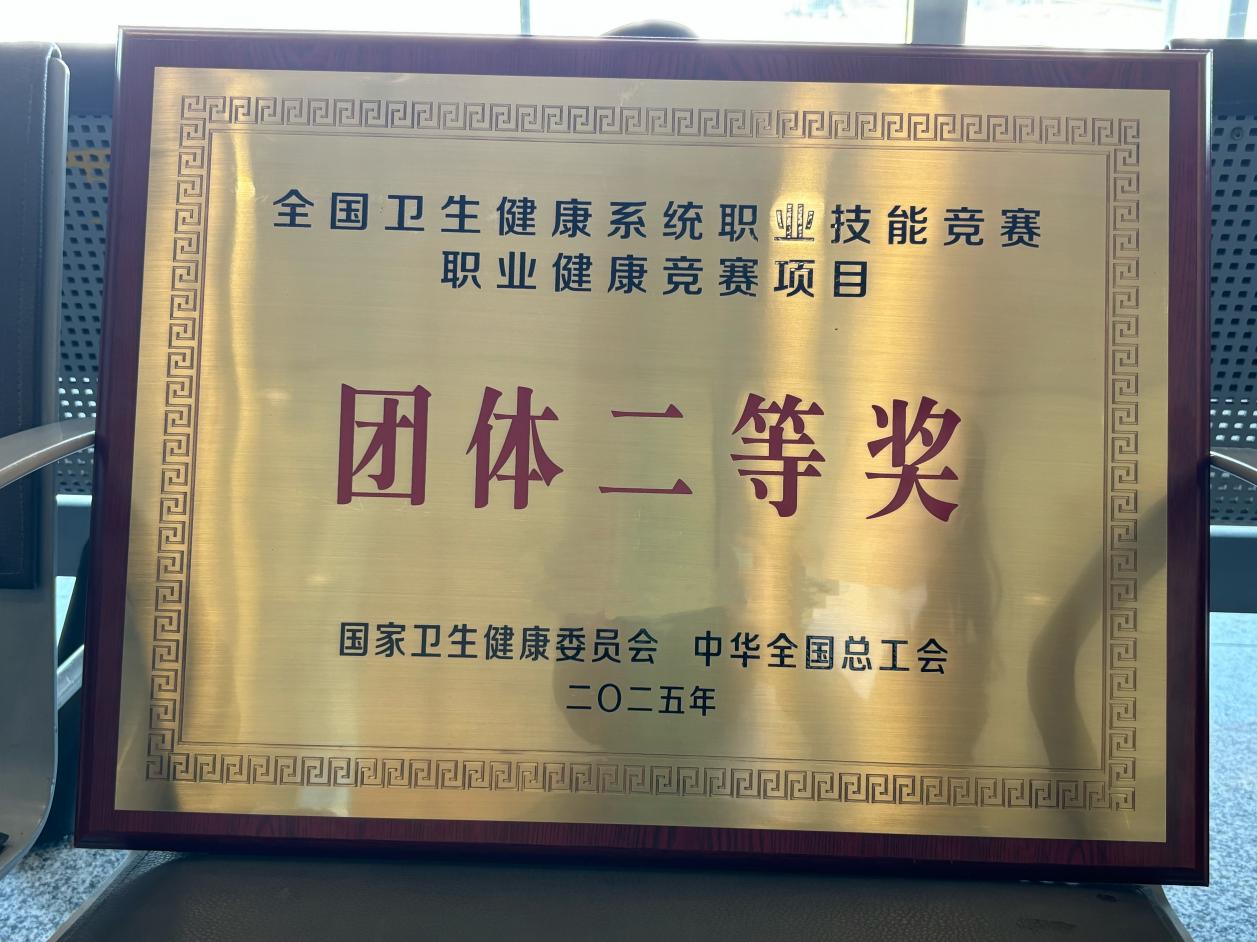 全国卫生健康系统职业技能竞赛
职业健康竞赛项目
团体二等奖
国家卫生健康委员会 中华全国总工会
二〇二五年